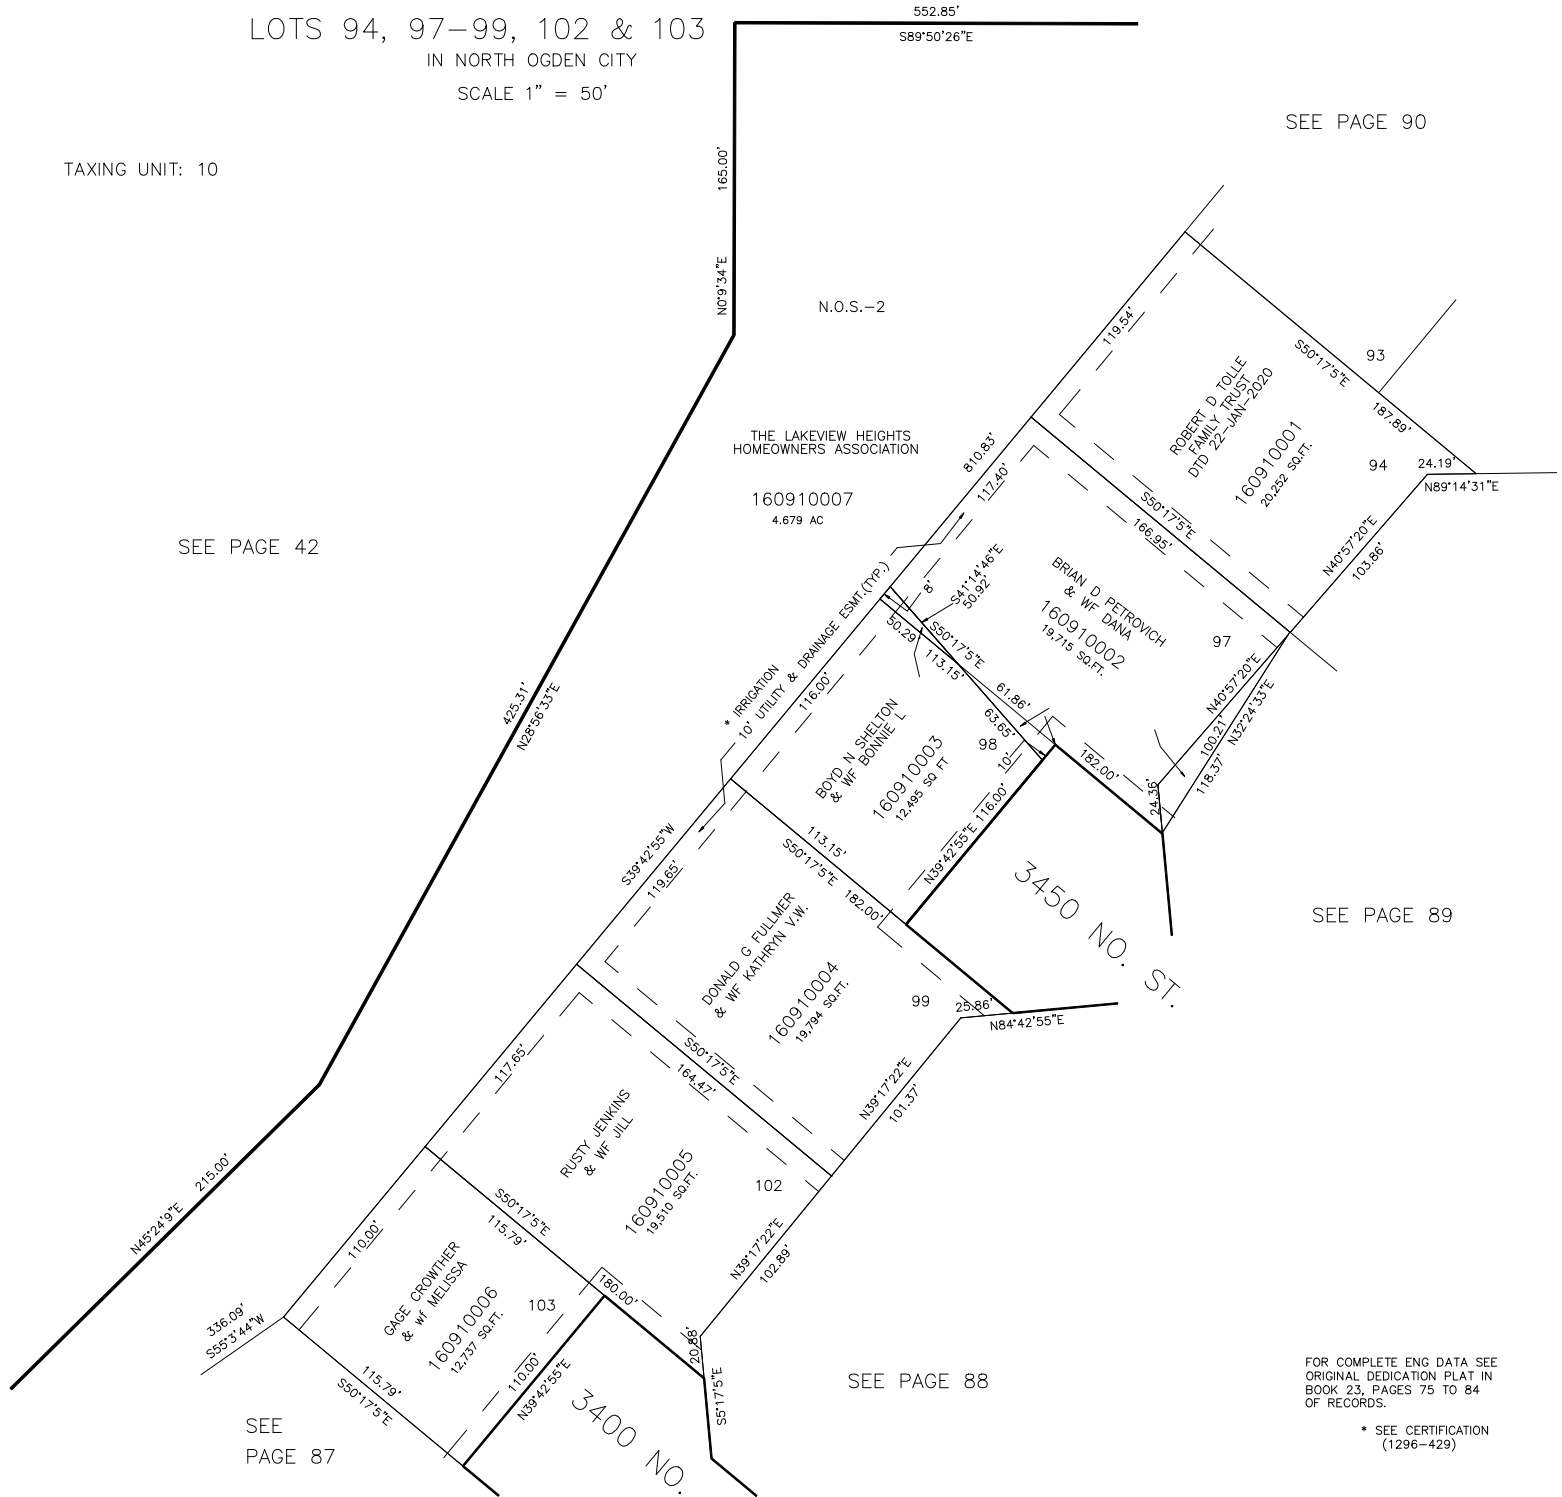 LOTS 94, 97-99, 102 & 103
IN NORTH OGDEN CITY
SCALE 1" = 50'
552.85'
S89°50'26"E
TAXING UNIT: 10
165.00'
N0°9'34"E
SEE PAGE 90
N.O.S.-2
THE LAKEVIEW HEIGHTS
HOMEOWNERS ASSOCIATION
160910007
4.679 AC
SEE PAGE 42
425.31'
N28°56'33"E
215.00'
N45°24'9"E
336.09'
S55°3'44"W
810.83'
S39°42'55"W
119.54'
S50°17'5"E
187.89'
93
ROBERT D TOLLE
FAMILY TRUST
DTD 22-JAN-2020
160910001
20,252 SQ.FT.
94
24.19'
N89°14'31"E
N40°57'20"E
103.86'
117.40'
S50°17'5"E
166.95'
BRIAN D PETROVICH
& WF DANA
160910002
19,715 SQ.FT.
97
N40°57'20"E
100.21'
N32°24'33"E
118.37'
24.36'
182.00'
8'
S41°14'46"E
50.92'
50.29'
S50°17'5"E
113.15'
61.86'
63.65'
10'
* IRRIGATION
10' UTILITY & DRAINAGE ESMT.(TYP.)
116.00'
BOYD N SHELTON
& WF BONNIE L
160910003
12,495 SQ FT
98
N39°42'55"E 116.00'
113.15'
S50°17'5"E
182.00'
3450 NO. ST.
SEE PAGE 89
119.65'
DONALD G FULLMER
& WF KATHRYN V.W.
160910004
19,794 SQ.FT.
99
25.86'
N84°42'55"E
N39°17'22"E
101.37'
S50°17'5"E
164.47'
117.65'
RUSTY JENKINS
& WF JILL
160910005
19,510 SQ.FT.
102
N39°17'22"E
102.89'
S50°17'5"E
115.79'
180.00'
20.88'
S5°17'5"E
110.00'
GAGE CROWTHER
& wf MELISSA
160910006
12,737 SQ.FT.
103
110.00'
N39°42'55"E
115.79'
S50°17'5"E
3400 NO.
SEE PAGE 88
SEE
PAGE 87
FOR COMPLETE ENG DATA SEE
ORIGINAL DEDICATION PLAT IN
BOOK 23, PAGES 75 TO 84
OF RECORDS.
* SEE CERTIFICATION
(1296-429)